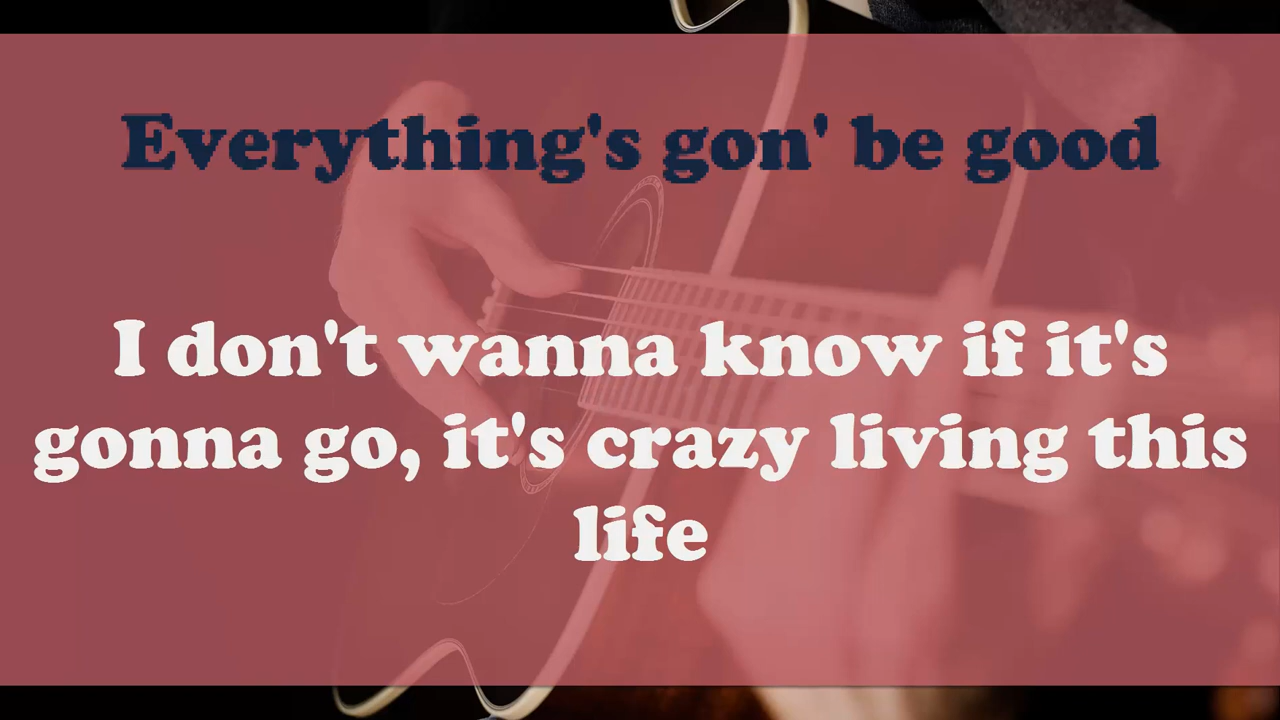 Everything's gon' be good
I don't wanna know if it's
gonna go, it's crazy living this
life